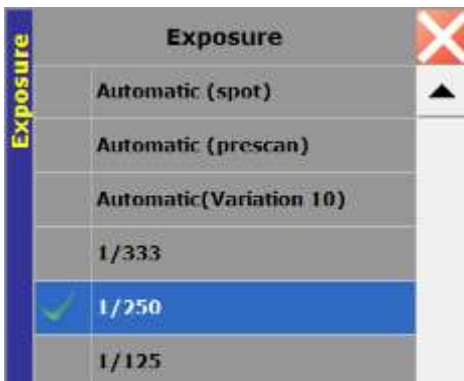 Exposure
Exposure
Automatic (spot)
Automatic (prescan)
Automatic(Variation 10)
1/333
1/250
1/125